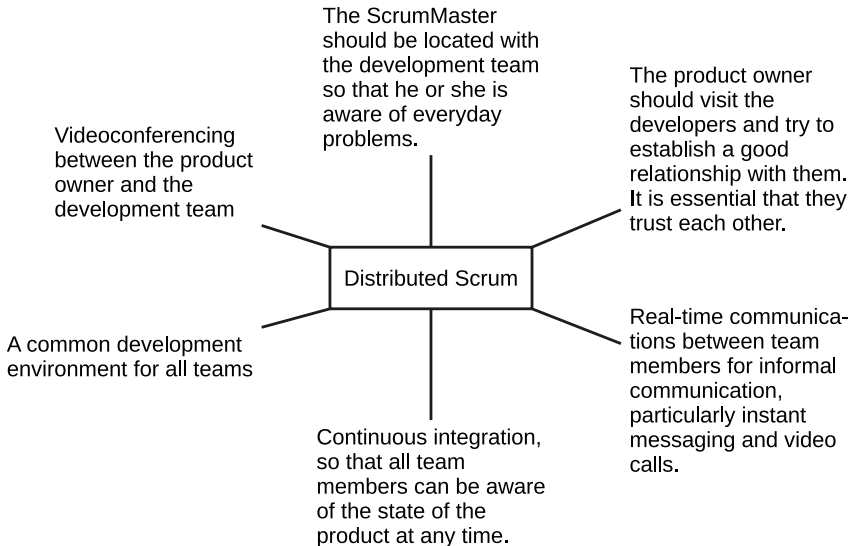 The ScrumMaster
should be located with
the development team
so that he or she is
aware of everyday
problems.
The product owner
should visit the
developers and try to
establish a good
relationship with them.
It is essential that they
trust each other.
Videoconferencing
between the product
owner and the
development team
Distributed Scrum
A common development
environment for all teams
Real-time communica-
tions between team
members for informal
communication,
particularly instant
messaging and video
calls.
Continuous integration,
so that all team
members can be aware
of the state of the
product at any time.